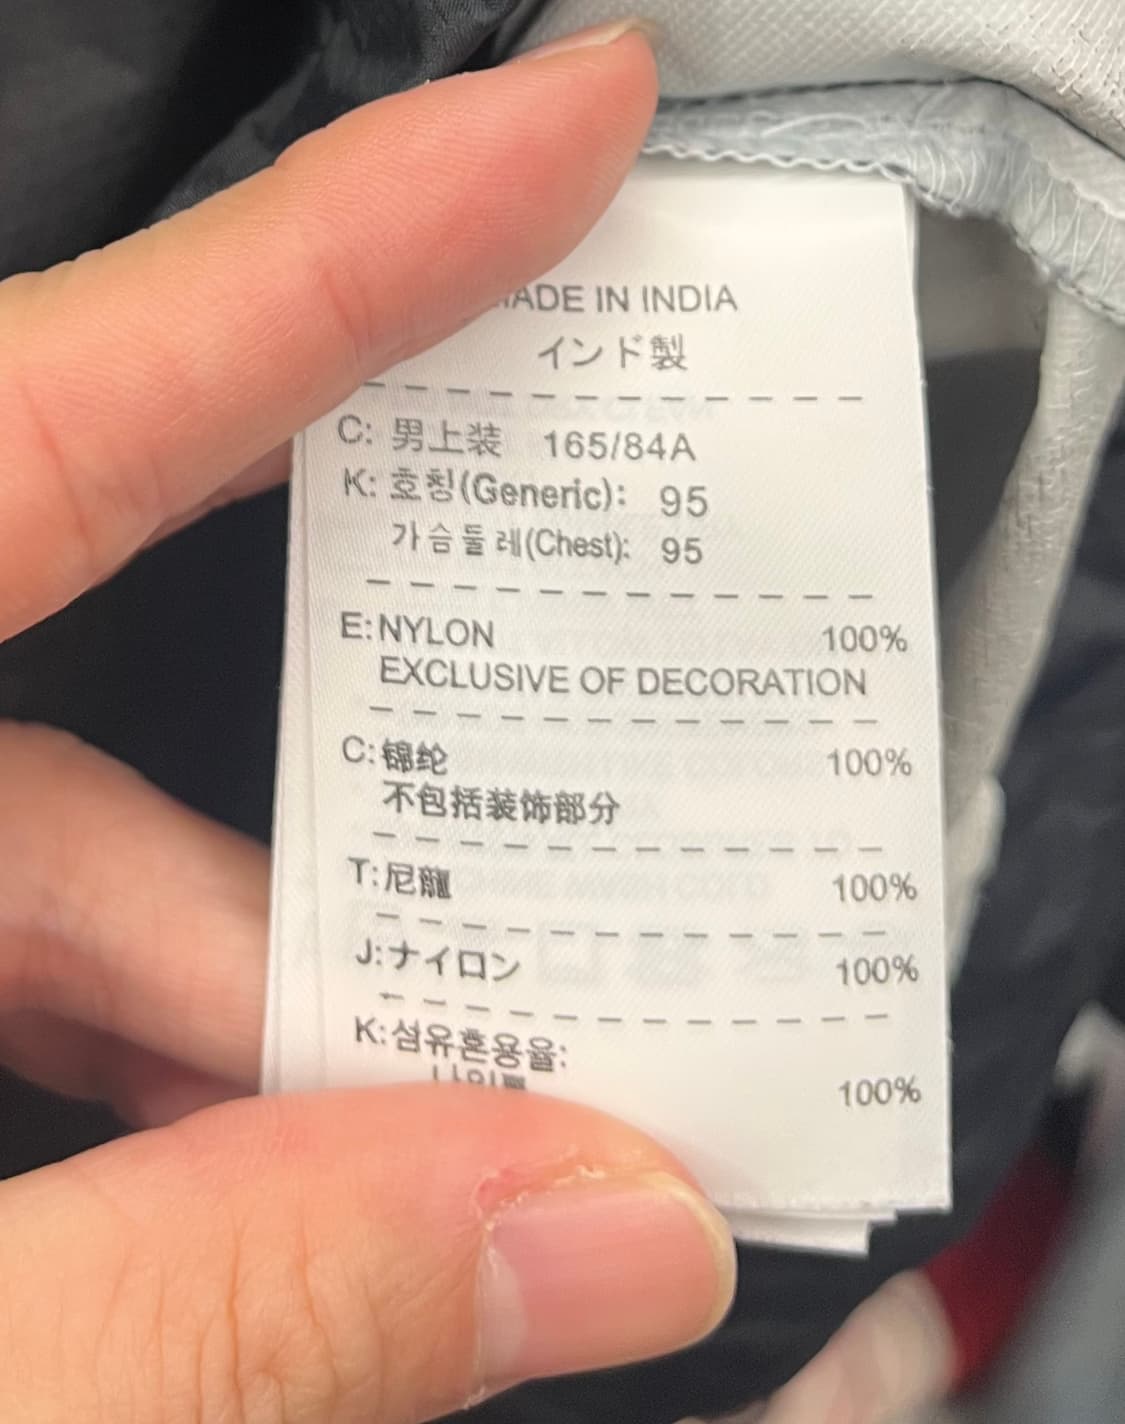 MADE IN INDIA
インド製
C: 男上装 165/84A
K: 호칭(Generic): 95
가슴둘레(Chest): 95
E: NYLON 100%
EXCLUSIVE OF DECORATION
C: 锦纶 100%
不包括装饰部分
T: 尼龍 100%
J: ナイロン 100%
K: 섬유혼용율:
100%